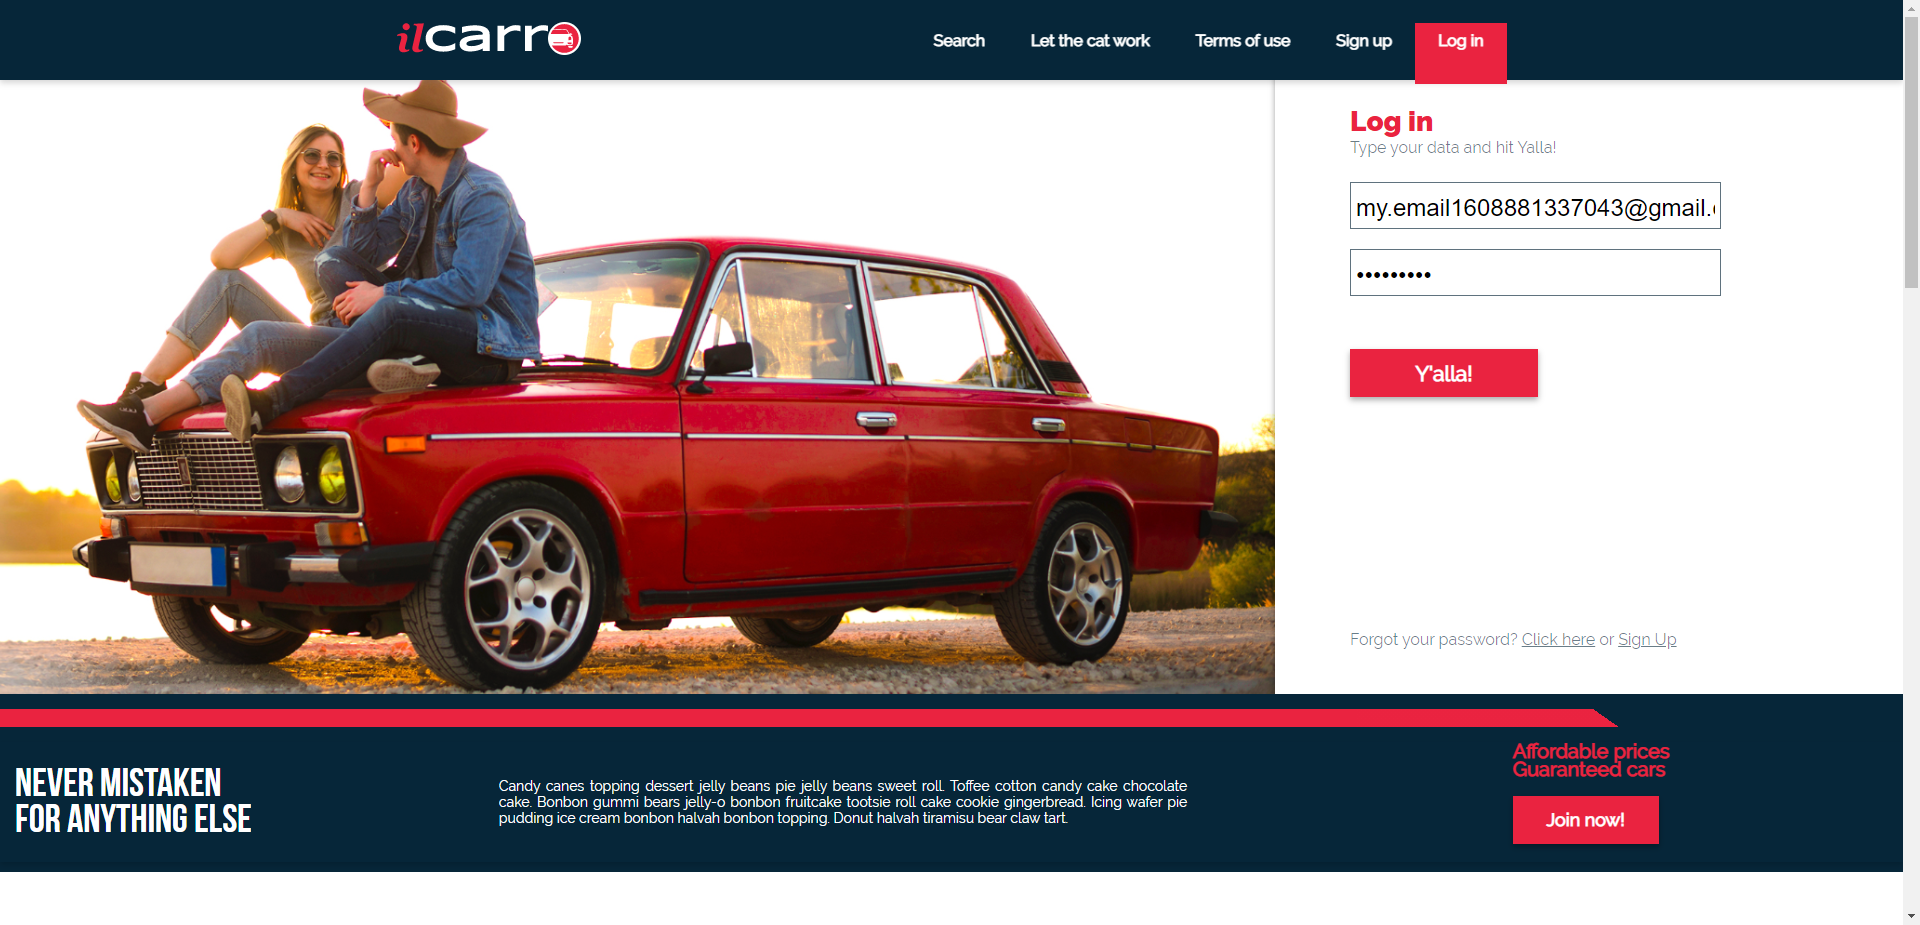 ilcarro
Search
Let the cat work
Terms of use
Sign up
Log in
Log in
Type your data and hit Yalla!
my.email1608881337043@gmail.
•••••••••
Y'alla!
Forgot your password? Click here or Sign Up
NEVER MISTAKEN
FOR ANYTHING ELSE
Candy canes topping dessert jelly beans pie jelly beans sweet roll. Toffee cotton candy cake chocolate
cake. Bonbon gummi bears jelly-o bonbon fruitcake tootsie roll cake cookie gingerbread. Icing wafer pie
pudding ice cream bonbon halvah bonbon topping. Donut halvah tiramisu bear claw tart.
Affordable prices
Guaranteed cars
Join now!